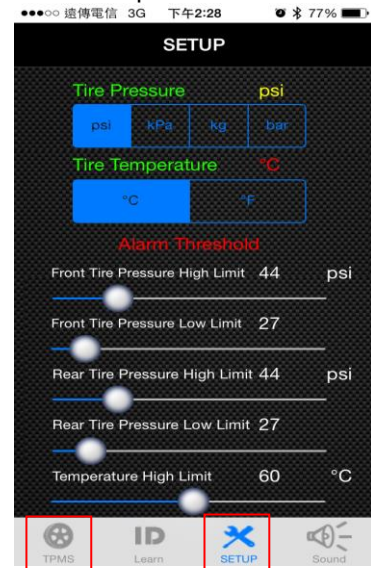 遠傳電信 3G 下午2:28 77%
SETUP
Tire Pressure psi
psi kPa kg bar
Tire Temperature °C
°C °F
Alarm Threshold
Front Tire Pressure High Limit 44 psi
Front Tire Pressure Low Limit 27
Rear Tire Pressure High Limit 44 psi
Rear Tire Pressure Low Limit 27
Temperature High Limit 60 °C
ID
TPMS Learn SETUP Sound